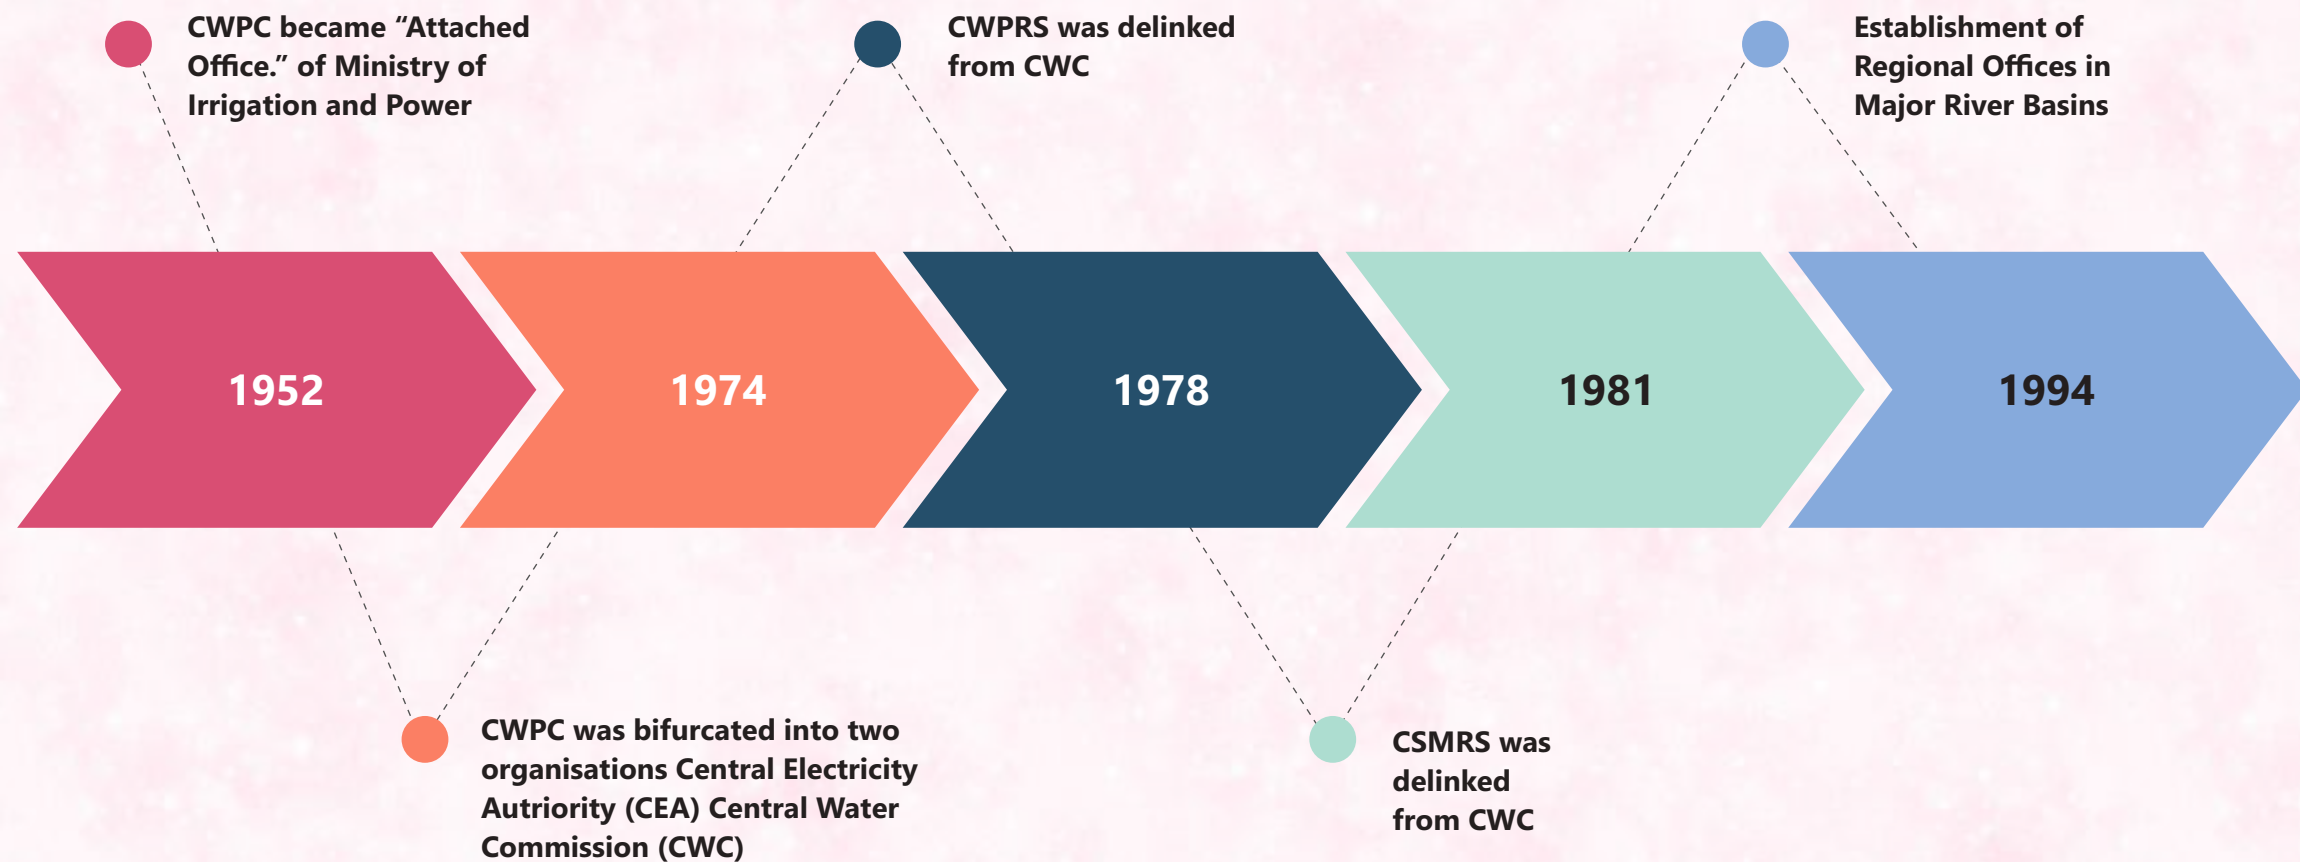 CWPC became “Attached
Office.” of Ministry of
Irrigation and Power
CWPRS was delinked
from CWC
Establishment of
Regional Offices in
Major River Basins
1952
1974
1978
1981
1994
CWPC was bifurcated into two
organisations Central Electricity
Autriority (CEA) Central Water
Commission (CWC)
CSMRS was
delinked
from CWC